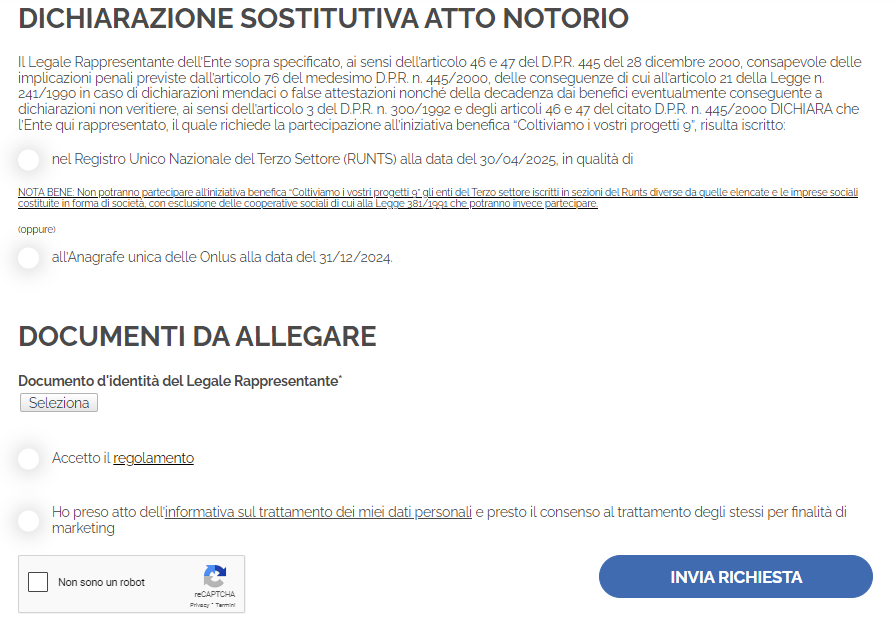 DICHIARAZIONE SOSTITUTIVA ATTO NOTORIO
Il Legale Rappresentante dell'Ente sopra specificato, ai sensi dell'articolo 46 e 47 del D.P.R. 445 del 28 dicembre 2000, consapevole delle
implicazioni penali previste dall'articolo 76 del medesimo D.P.R. n. 445/2000, delle conseguenze di cui all'articolo 21 della Legge n.
241/1990 in caso di dichiarazioni mendaci o false attestazioni nonché della decadenza dai benefici eventualmente conseguente a
dichiarazioni non veritiere, ai sensi dell'articolo 3 del D.P.R. n. 300/1992 e degli articoli 46 e 47 del citato D.P.R. n. 445/2000 DICHIARA che
l'Ente qui rappresentato, il quale richiede la partecipazione all'iniziativa benefica “Coltiviamo i vostri progetti 9”, risulta iscritto:
nel Registro Unico Nazionale del Terzo Settore (RUNTS) alla data del 30/04/2025, in qualità di
NOTA BENE: Non potranno partecipare all'iniziativa benefica “Coltiviamo i vostri progetti 9” gli enti del Terzo settore iscritti in sezioni del Runts diverse da quelle elencate e le imprese sociali
costituite in forma di società, con esclusione delle cooperative sociali di cui alla Legge 381/1991 che potranno invece partecipare.
(oppure)
all'Anagrafe unica delle Onlus alla data del 31/12/2024.
DOCUMENTI DA ALLEGARE
Documento d'identità del Legale Rappresentante*
Seleziona
Accetto il regolamento
Ho preso atto dell'informativa sul trattamento dei miei dati personali e presto il consenso al trattamento degli stessi per finalità di
marketing
Non sono un robot
reCAPTCHA
Privacy - Termini
INVIA RICHIESTA